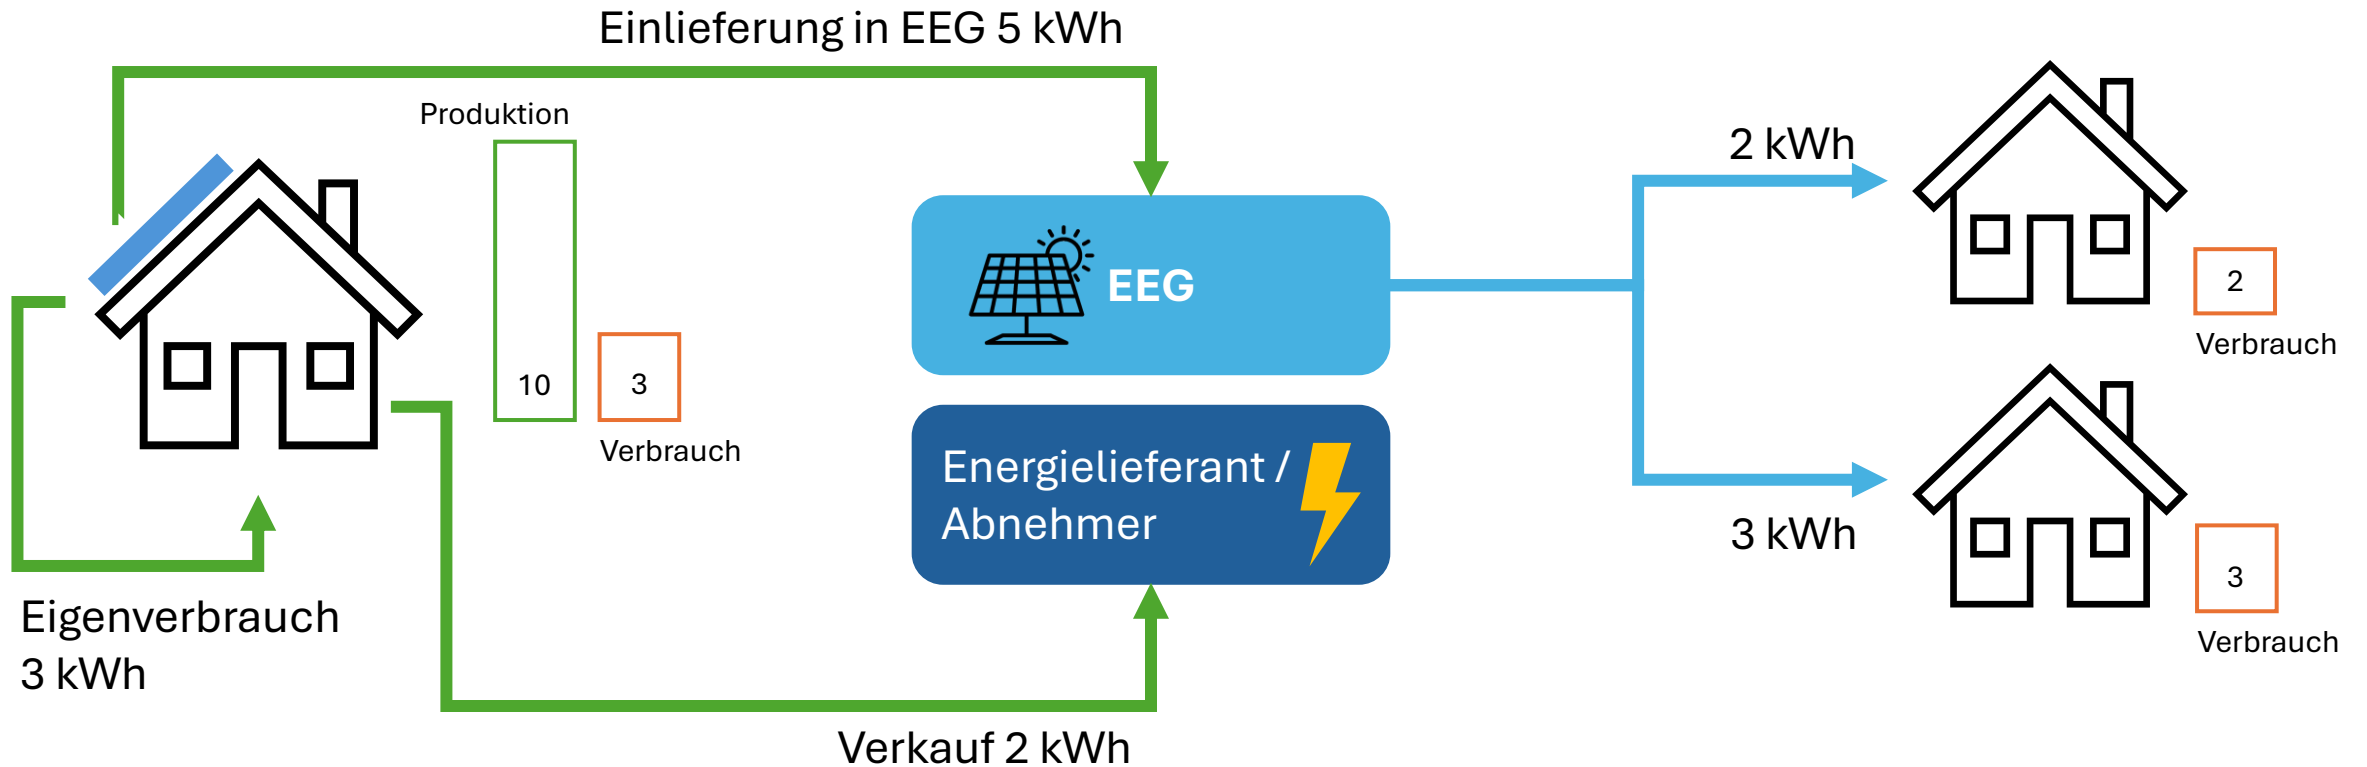 Einlieferung in EEG 5 kWh
Produktion
10
3
Verbrauch
Eigenverbrauch
3 kWh
EEG
Energielieferant /
Abnehmer
Verkauf 2 kWh
2 kWh
2
Verbrauch
3 kWh
3
Verbrauch